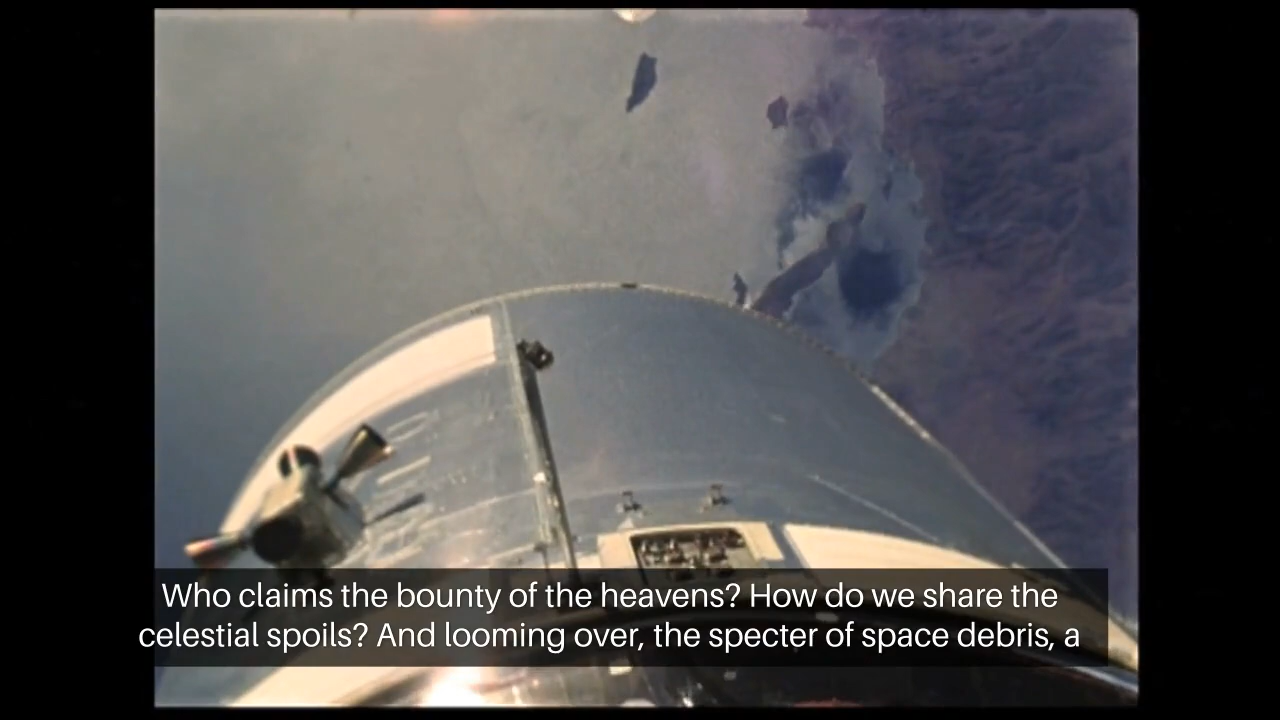 Who claims the bounty of the heavens? How do we share the
celestial spoils? And looming over, the specter of space debris, a